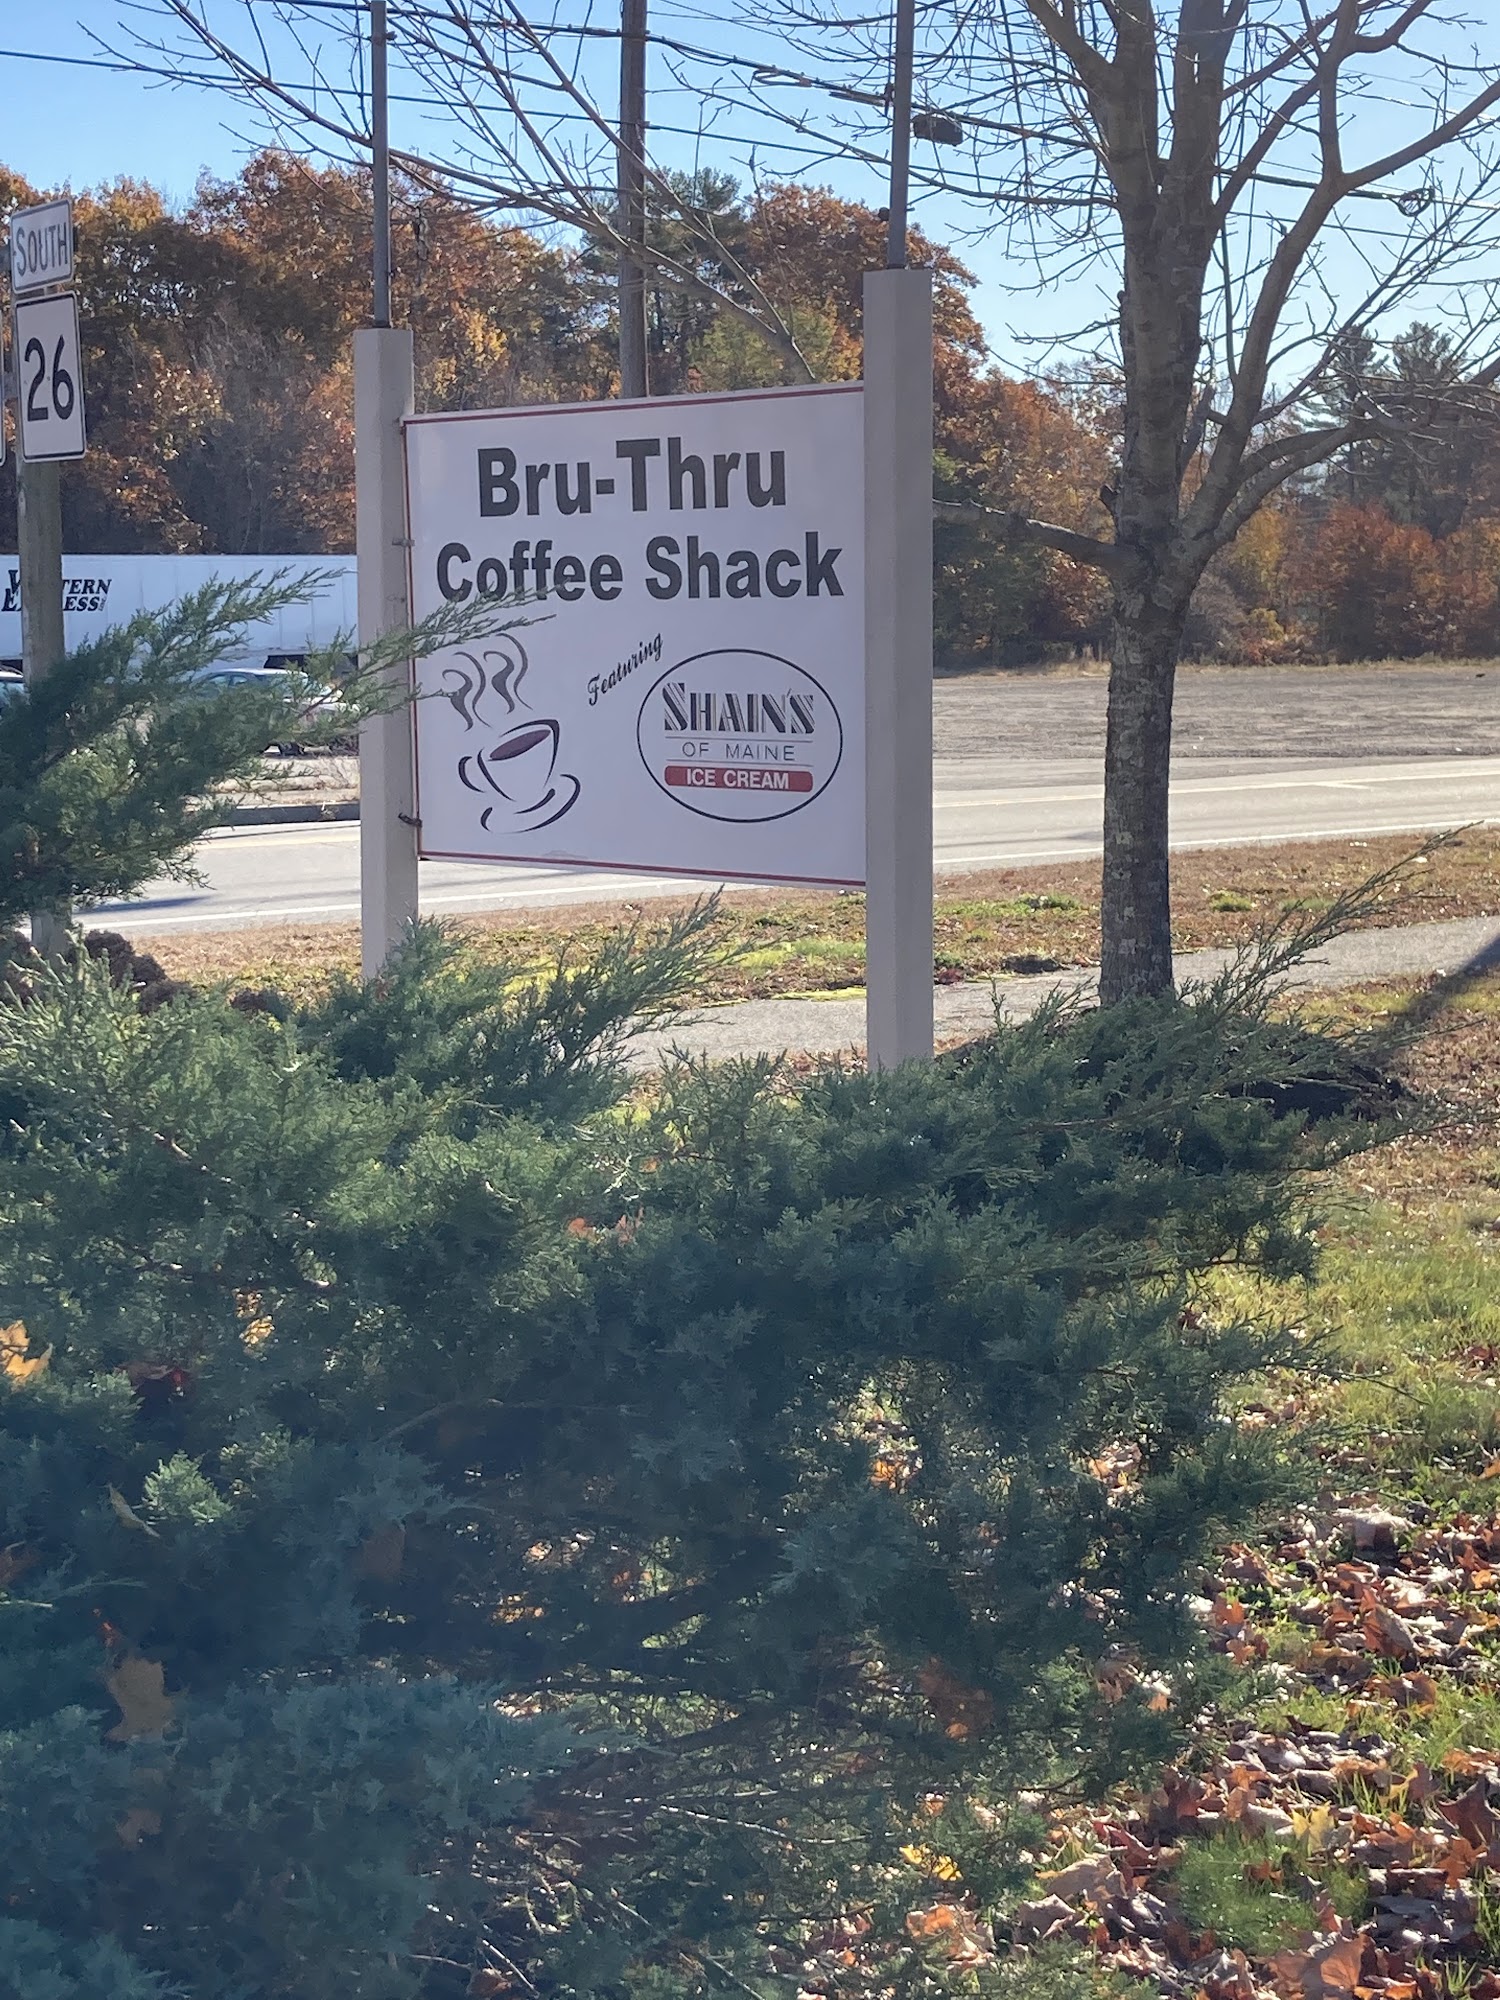 SOUTH
26
Bru-Thru
Coffee Shack
Featuring
SHAIN'S
OF MAINE
ICE CREAM